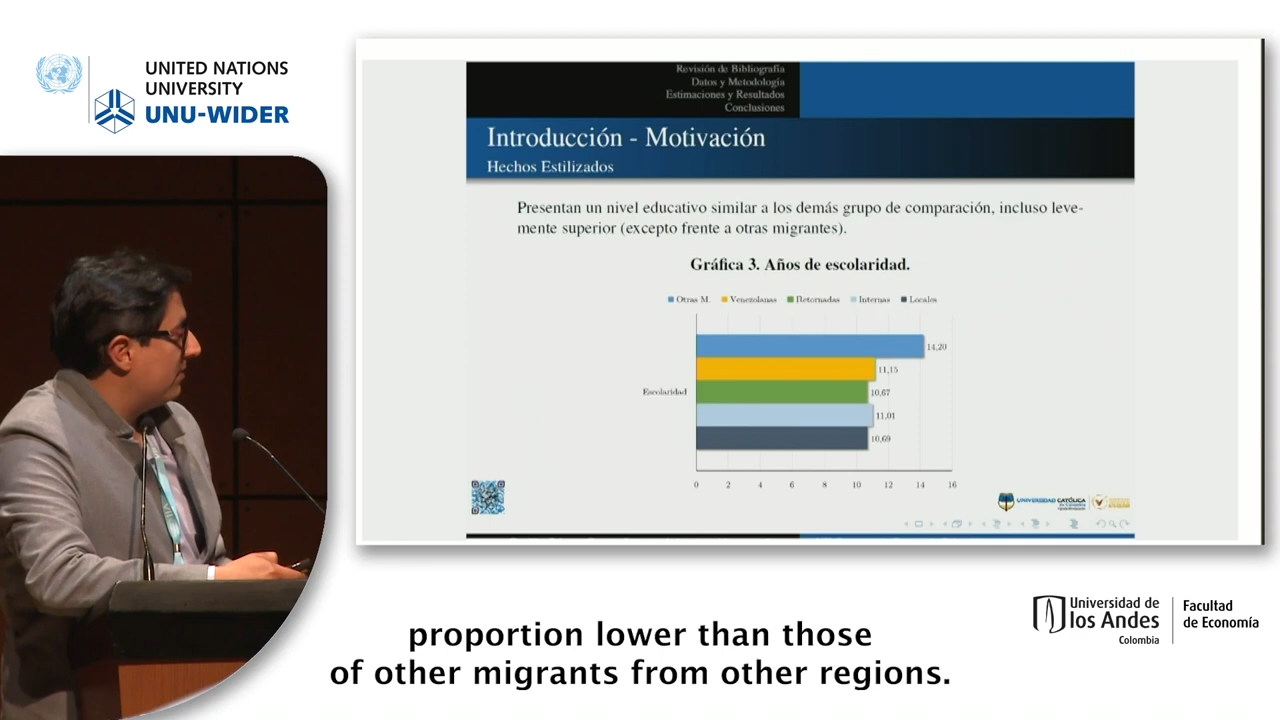 UNITED NATIONS
UNIVERSITY
UNU-WIDER
Revisión de Bibliografía
Datos y Metodología
Estimaciones y Resultados
Conclusiones
Introducción - Motivación
Hechos Estilizados
Presentan un nivel educativo similar a los demás grupo de comparación, incluso leve-
mente superior (excepto frente a otras migrantes).
Gráfica 3. Años de escolaridad.
Otras M. Venezolanas Retornadas Internas Locales
14,20
11,15
Escolaridad 10,67
11,01
10,69
0 2 4 6 8 10 12 14 16
UNIVERSIDAD CATÓLICA
Universidad de
los Andes
Colombia
Facultad
de Economía
proportion lower than those
of other migrants from other regions.